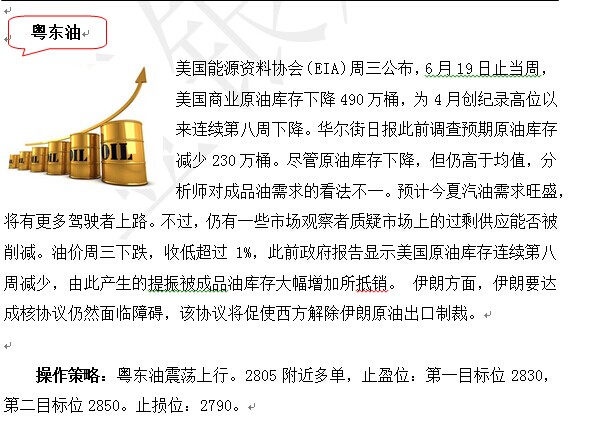 粤东油
美国能源资料协会(EIA)周三公布，6月19日止当周，
美国商业原油库存下降490万桶，为4月创纪录高位以
来连续第八周下降。华尔街日报此前调查预期原油库存
减少230万桶。尽管原油库存下降，但仍高于均值，分
析师对成品油需求的看法不一。预计今夏汽油需求旺盛，
将有更多驾驶者上路。不过，仍有一些市场观察者质疑市场上的过剩供应能否被
削减。油价周三下跌，收低超过 1%，此前政府报告显示美国原油库存连续第八
周减少，由此产生的提振被成品油库存大幅增加所抵销。 伊朗方面，伊朗要达
成核协议仍然面临障碍，该协议将促使西方解除伊朗原油出口制裁。
操作策略：粤东油震荡上行。2805附近多单，止盈位：第一目标位2830，
第二目标位2850。止损位：2790。
OIL
OIL
OIL